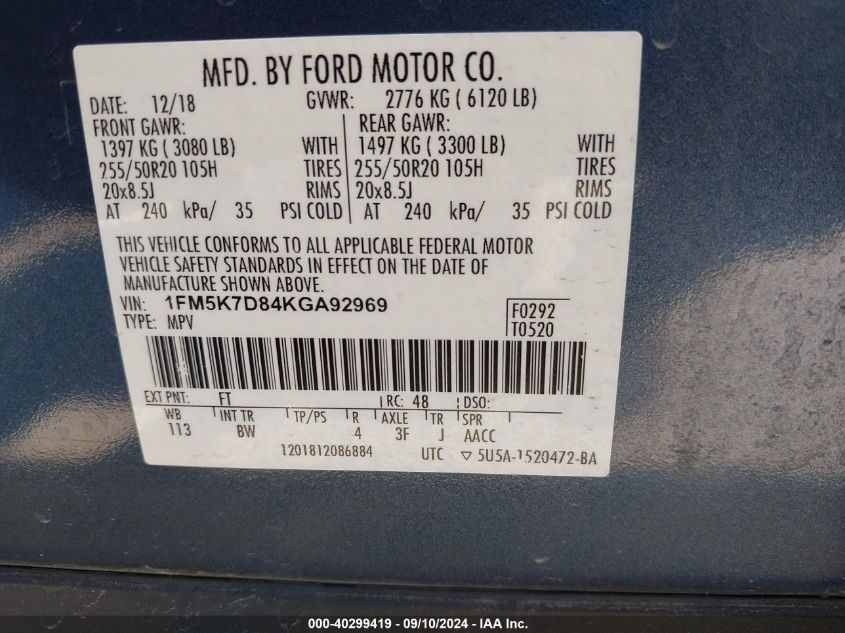 MFD. BY FORD MOTOR CO.
DATE: 12/18 GVWR: 2776 KG ( 6120 LB)
FRONT GAWR: REAR GAWR:
1397 KG ( 3080 LB) WITH 1497 KG ( 3300 LB) WITH
255/50R20 105H TIRES 255/50R20 105H TIRES
20x8.5J RIMS 20x8.5J RIMS
AT 240 kPa/ 35 PSI COLD AT 240 kPa/ 35 PSI COLD
THIS VEHICLE CONFORMS TO ALL APPLICABLE FEDERAL MOTOR
VEHICLE SAFETY STANDARDS IN EFFECT ON THE DATE OF
MANUFACTURE SHOWN ABOVE.
VIN: 1FM5K7D84KGA92969 F0292
TYPE: MPV T0520
EXT PNT: FT RC: 48 DSO:
WB INT TR TP/PS R AXLE TR SPR
113 BW 4 3F J AACC
1201812086884 UTC ▽ 5U5A-1520472-BA
000-40299419 - 09/10/2024 - COPYRIGHT © IAA, Inc.